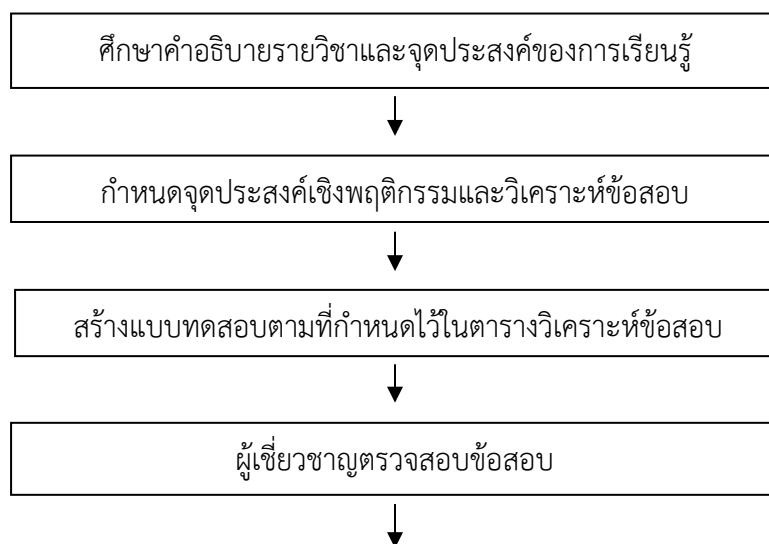 ศึกษาคำอธิบายรายวิชาและจุดประสงค์ของการเรียนรู้
กำหนดจุดประสงค์เชิงพฤติกรรมและวิเคราะห์ข้อสอบ
สร้างแบบทดสอบตามที่กำหนดไว้ในตารางวิเคราะห์ข้อสอบ
ผู้เชี่ยวชาญตรวจสอบข้อสอบ